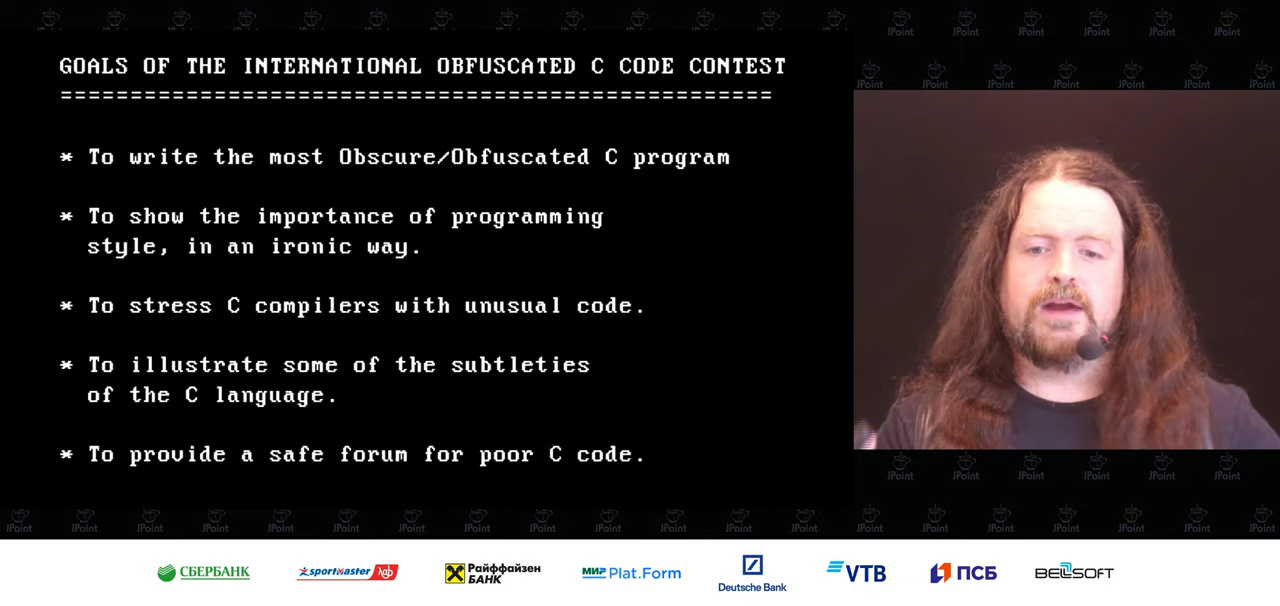 GOALS OF THE INTERNATIONAL OBFUSCATED C CODE CONTEST
===================================================
* To write the most Obscure/Obfuscated C program
* To show the importance of programming
style, in an ironic way.
* To stress C compilers with unusual code.
* To illustrate some of the subtleties
of the C language.
* To provide a safe forum for poor C code.
JPoint
СБЕРБАНК
sportmaster lab
Райффайзен
БАНК
МИР Plat.Form
Deutsche Bank
VTB
ПСБ
BELLSOFT